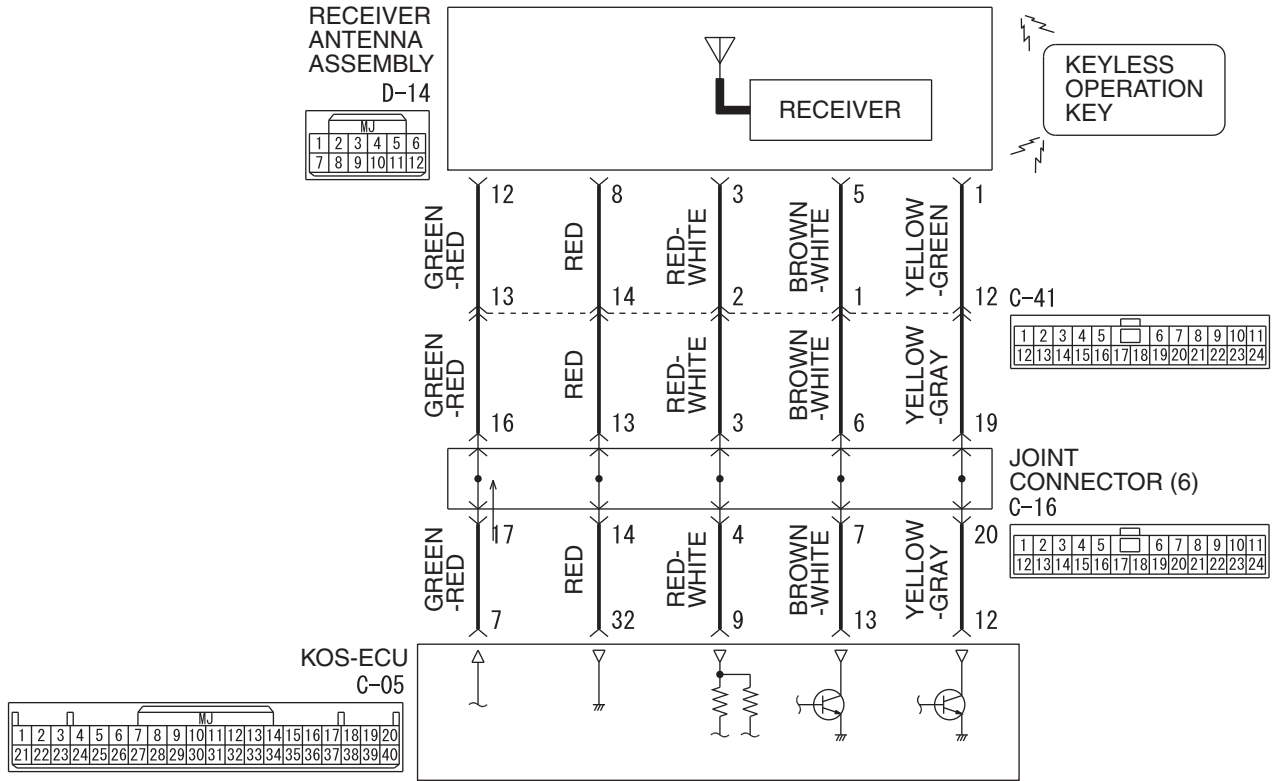 RECEIVER
ANTENNA
ASSEMBLY
D-14
MJ
1 2 3 4 5 6
7 8 9 10 11 12
RECEIVER
KEYLESS
OPERATION
KEY
12 8 3 5 1
GREEN
-RED
RED
RED-
WHITE
BROWN
-WHITE
YELLOW
-GREEN
13 14 2 1 12
C-41
1 2 3 4 5 6 7 8 9 10 11
12 13 14 15 16 17 18 19 20 21 22 23 24
GREEN
-RED
RED
RED-
WHITE
BROWN
-WHITE
YELLOW
-GRAY
16 13 3 6 19
JOINT
CONNECTOR (6)
C-16
1 2 3 4 5 6 7 8 9 10 11
12 13 14 15 16 17 18 19 20 21 22 23 24
17 14 4 7 20
GREEN
-RED
RED
RED-
WHITE
BROWN
-WHITE
YELLOW
-GRAY
7 32 9 13 12
KOS-ECU
C-05
MJ
1 2 3 4 5 6 7 8 9 10 11 12 13 14 15 16 17 18 19 20
21 22 23 24 25 26 27 28 29 30 31 32 33 34 35 36 37 38 39 40